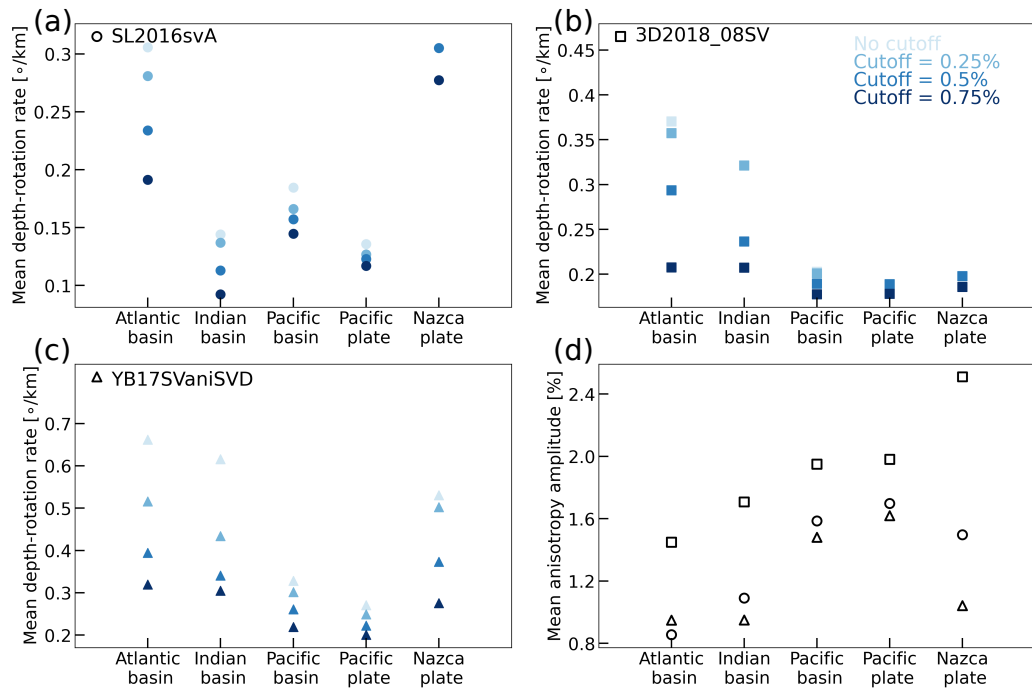 (a)
SL2016svA
Mean depth-rotation rate [∘/km]
0.3
0.25
0.2
0.15
0.1
Atlantic basin
Indian basin
Pacific basin
Pacific plate
Nazca plate
(b)
3D2018_08SV
No cutoff
Cutoff = 0.25%
Cutoff = 0.5%
Cutoff = 0.75%
Mean depth-rotation rate [∘/km]
0.45
0.4
0.35
0.3
0.25
0.2
Atlantic basin
Indian basin
Pacific basin
Pacific plate
Nazca plate
(c)
YB17SVaniSVD
Mean depth-rotation rate [∘/km]
0.7
0.6
0.5
0.4
0.3
0.2
Atlantic basin
Indian basin
Pacific basin
Pacific plate
Nazca plate
(d)
Mean anisotropy amplitude [%]
2.4
2.0
1.6
1.2
0.8
Atlantic basin
Indian basin
Pacific basin
Pacific plate
Nazca plate